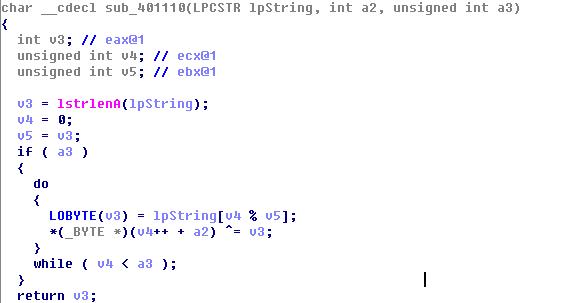 char __cdecl sub_401110(LPCSTR lpString, int a2, unsigned int a3)
{
int v3; // eax@1
unsigned int v4; // ecx@1
unsigned int v5; // ebx@1
v3 = lstrlenA(lpString);
v4 = 0;
v5 = v3;
if ( a3 )
{
do
{
LOBYTE(v3) = lpString[v4 % v5];
*(_BYTE *)(v4++ + a2) ^= v3;
}
while ( v4 < a3 );
}
return v3;